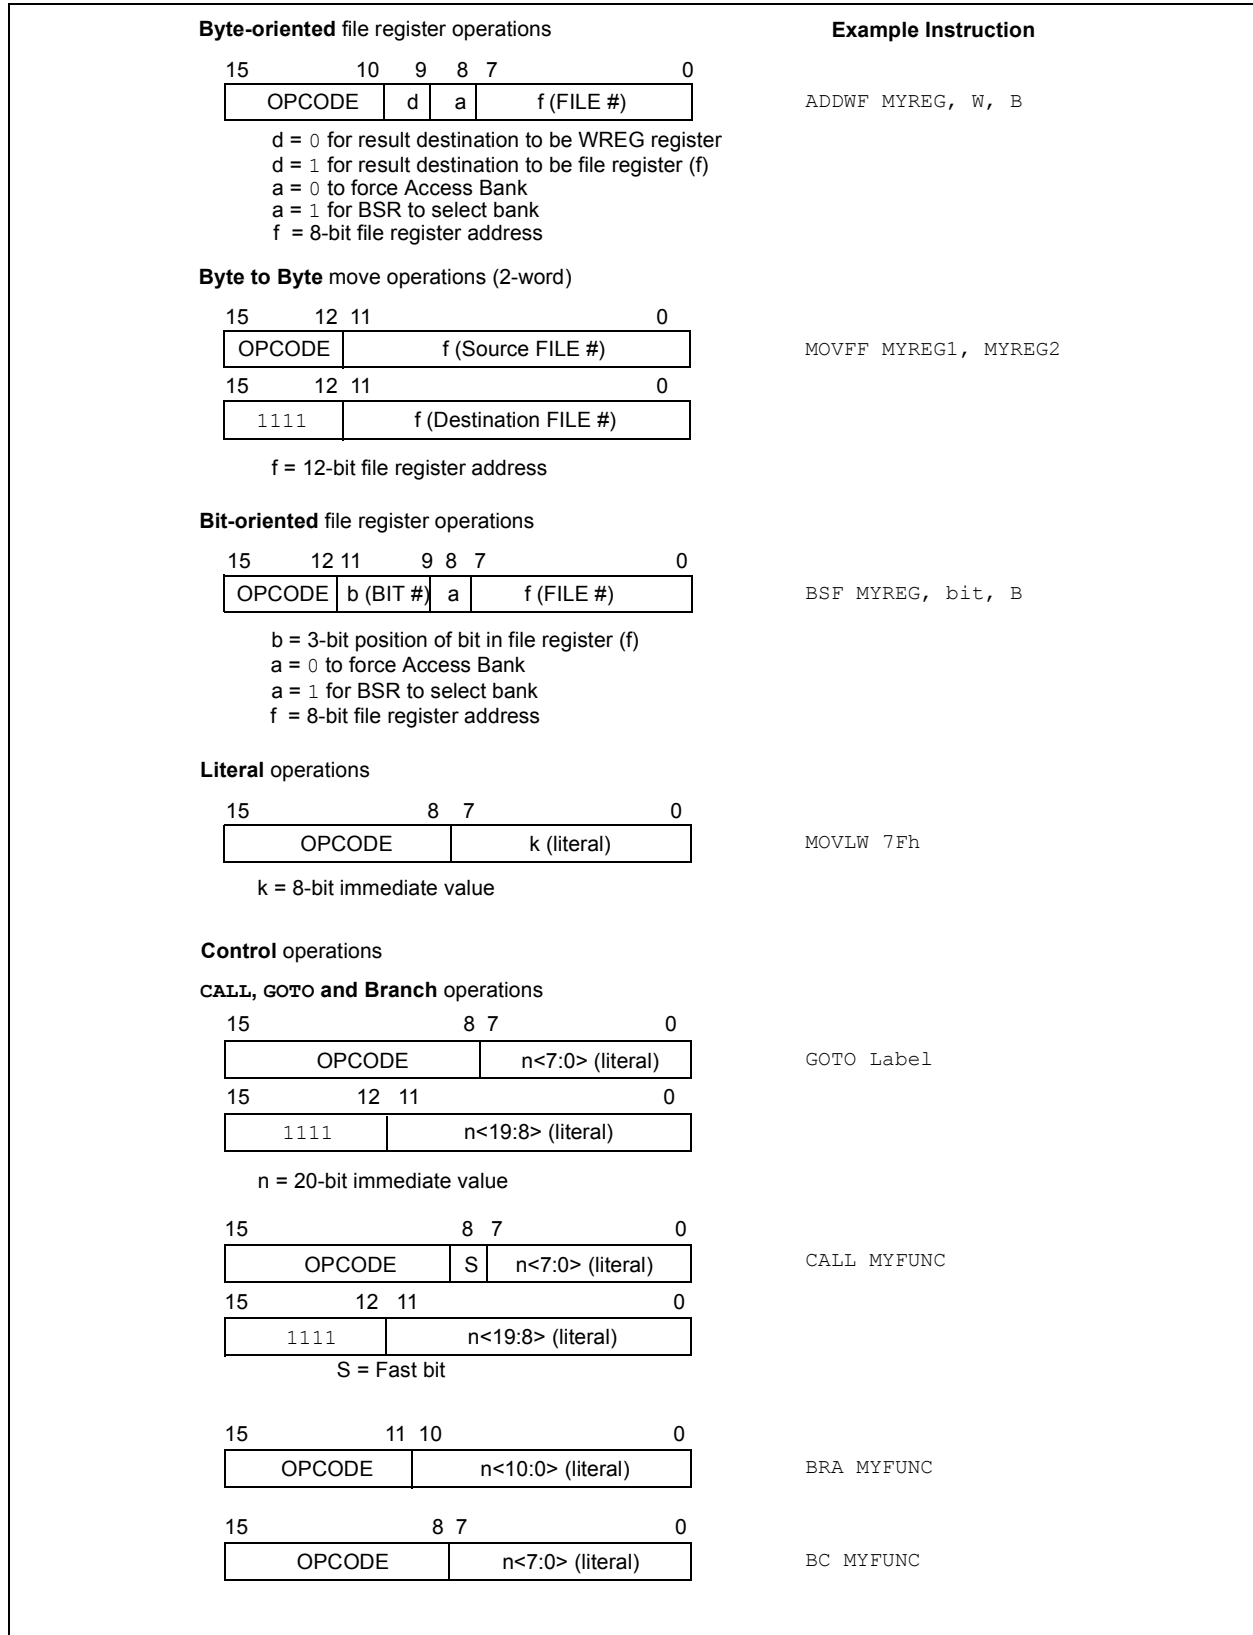 Byte-oriented file register operations
Example Instruction
15 10 9 8 7 0
OPCODE d a f (FILE #)
ADDWF MYREG, W, B
d = 0 for result destination to be WREG register
d = 1 for result destination to be file register (f)
a = 0 to force Access Bank
a = 1 for BSR to select bank
f = 8-bit file register address
Byte to Byte move operations (2-word)
15 12 11 0
OPCODE f (Source FILE #)
MOVFF MYREG1, MYREG2
15 12 11 0
1111 f (Destination FILE #)
f = 12-bit file register address
Bit-oriented file register operations
15 12 11 9 8 7 0
OPCODE b (BIT #) a f (FILE #)
BSF MYREG, bit, B
b = 3-bit position of bit in file register (f)
a = 0 to force Access Bank
a = 1 for BSR to select bank
f = 8-bit file register address
Literal operations
15 8 7 0
OPCODE k (literal)
MOVLW 7Fh
k = 8-bit immediate value
Control operations
CALL, GOTO and Branch operations
15 8 7 0
OPCODE n<7:0> (literal)
GOTO Label
15 12 11 0
1111 n<19:8> (literal)
n = 20-bit immediate value
15 8 7 0
OPCODE S n<7:0> (literal)
CALL MYFUNC
15 12 11 0
1111 n<19:8> (literal)
S = Fast bit
15 11 10 0
OPCODE n<10:0> (literal)
BRA MYFUNC
15 8 7 0
OPCODE n<7:0> (literal)
BC MYFUNC